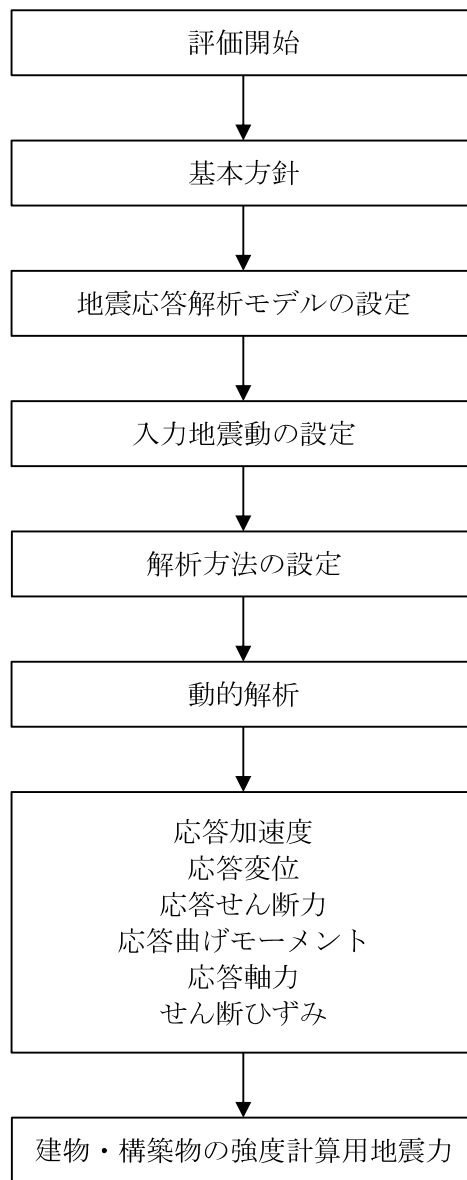 評価開始
基本方針
地震応答解析モデルの設定
入力地震動の設定
解析方法の設定
動的解析
応答加速度
応答変位
応答せん断力
応答曲げモーメント
応答軸力
せん断ひずみ
建物・構築物の強度計算用地震力